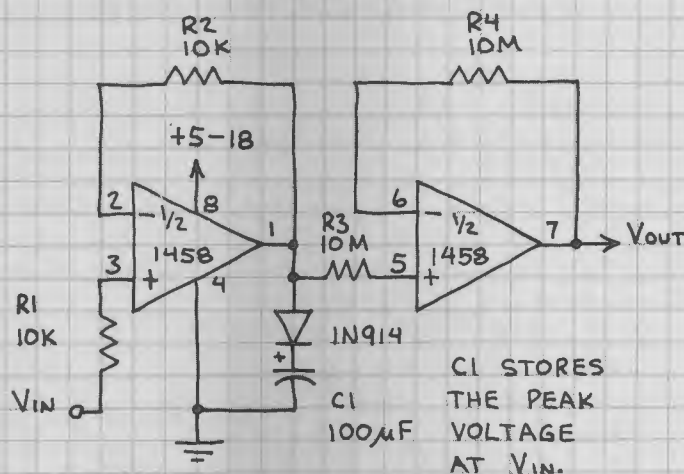 R2
10K
R4
10M
+5-18
2
-
1/2
8
1458
1
3
+
4
R3
10M
6
-
1/2
7
1458
5
+
VOUT
R1
10K
1N914
VIN
+
C1
100µF
C1 STORES
THE PEAK
VOLTAGE
AT VIN.